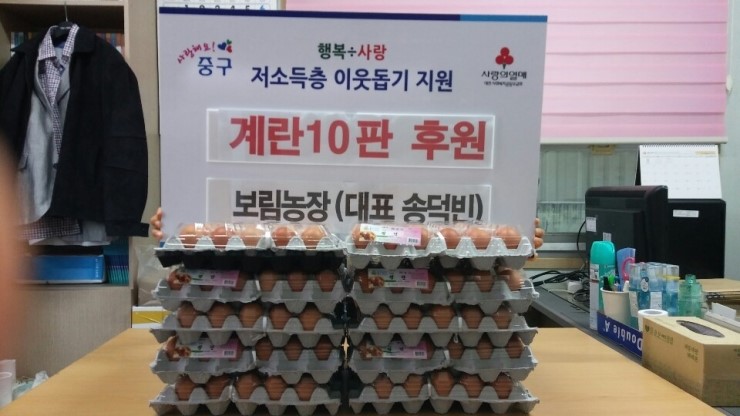 사랑해요!
중구
행복÷사랑
저소득층 이웃돕기 지원
사랑의열매
계란10판 후원
보림농장 (대표 송덕빈)
Double A